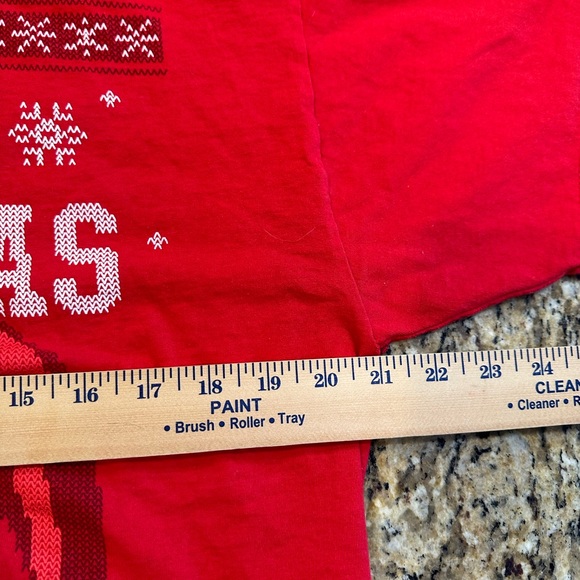 AS
15 16 17 18 19 20 21 22 23 24
PAINT CLEAN
• Brush • Roller • Tray • Cleaner • R